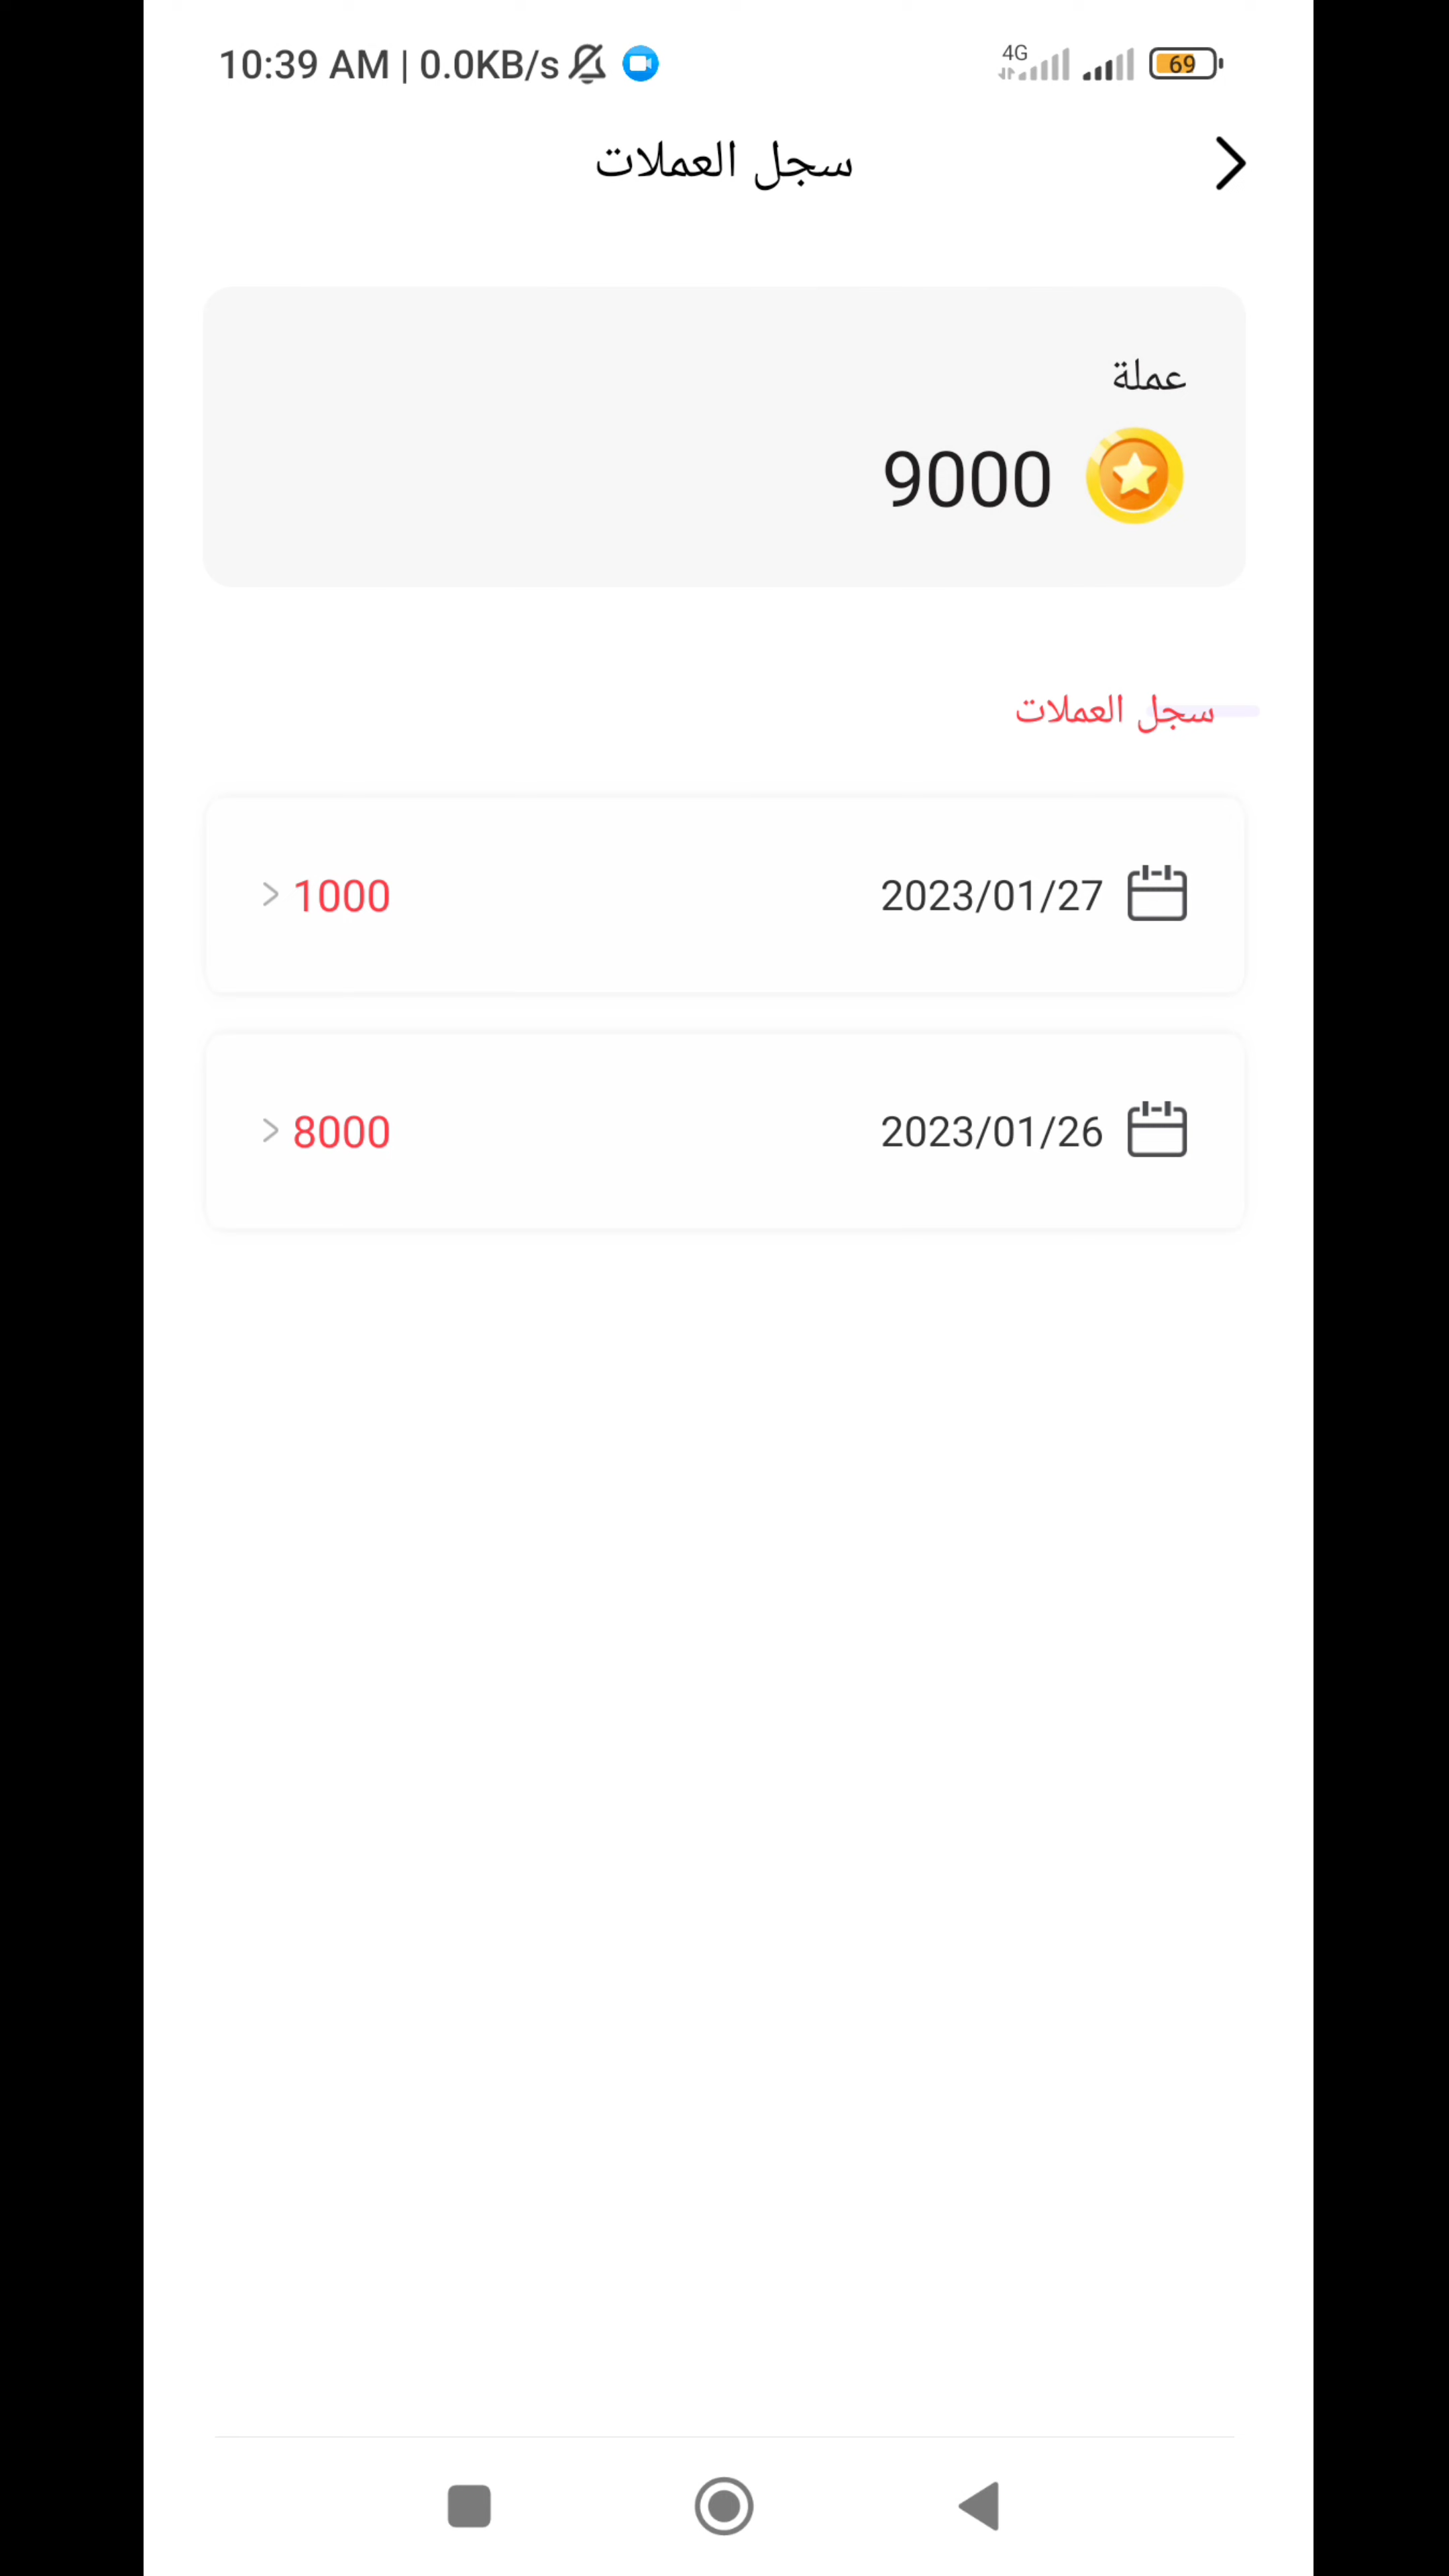 10:39 AM | 0.0KB/s 4G 69
سجل العملات
عملة
9000
سجل العملات
2023/01/27 1000
2023/01/26 8000